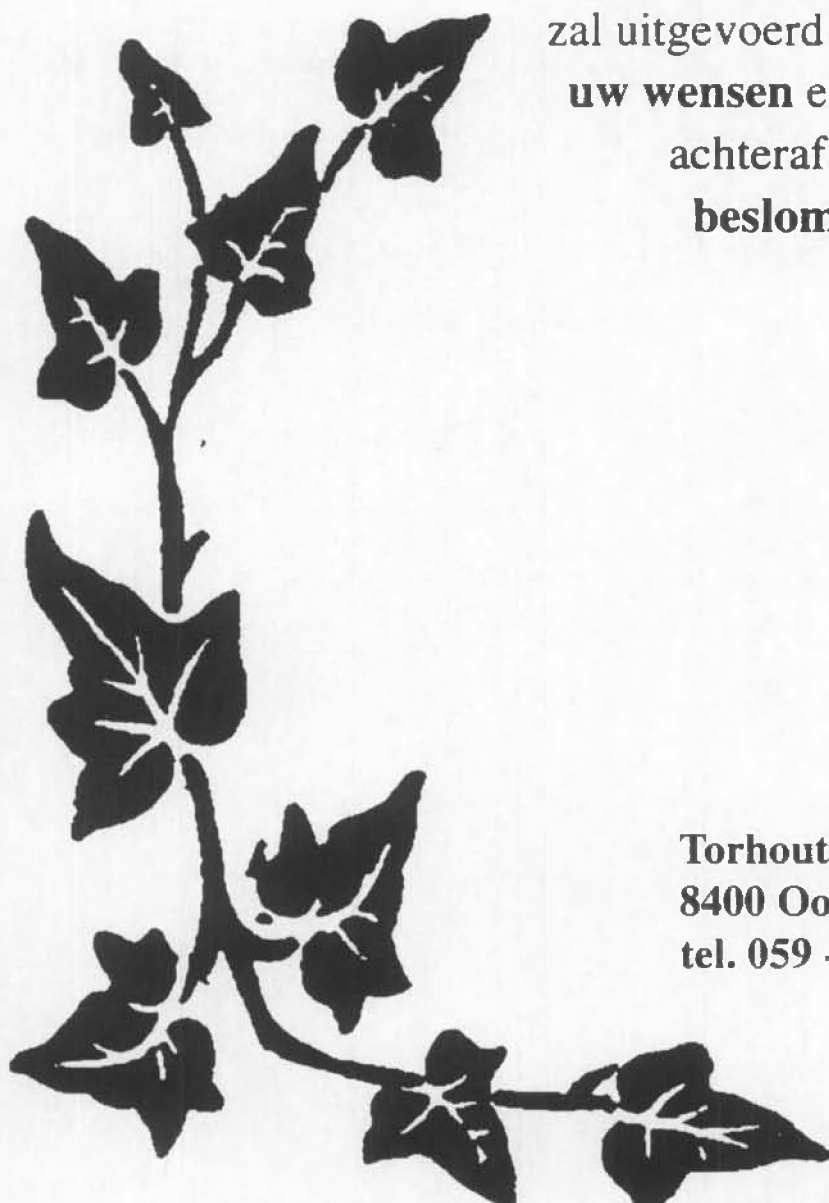 zal uitgevoerd
uw wensen e
achteraf
beslom
Torhout
8400 Oo
tel. 059 -